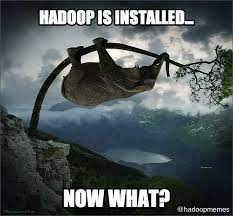 HADOOP IS INSTALLED...
NOW WHAT?
@hadoopmemes